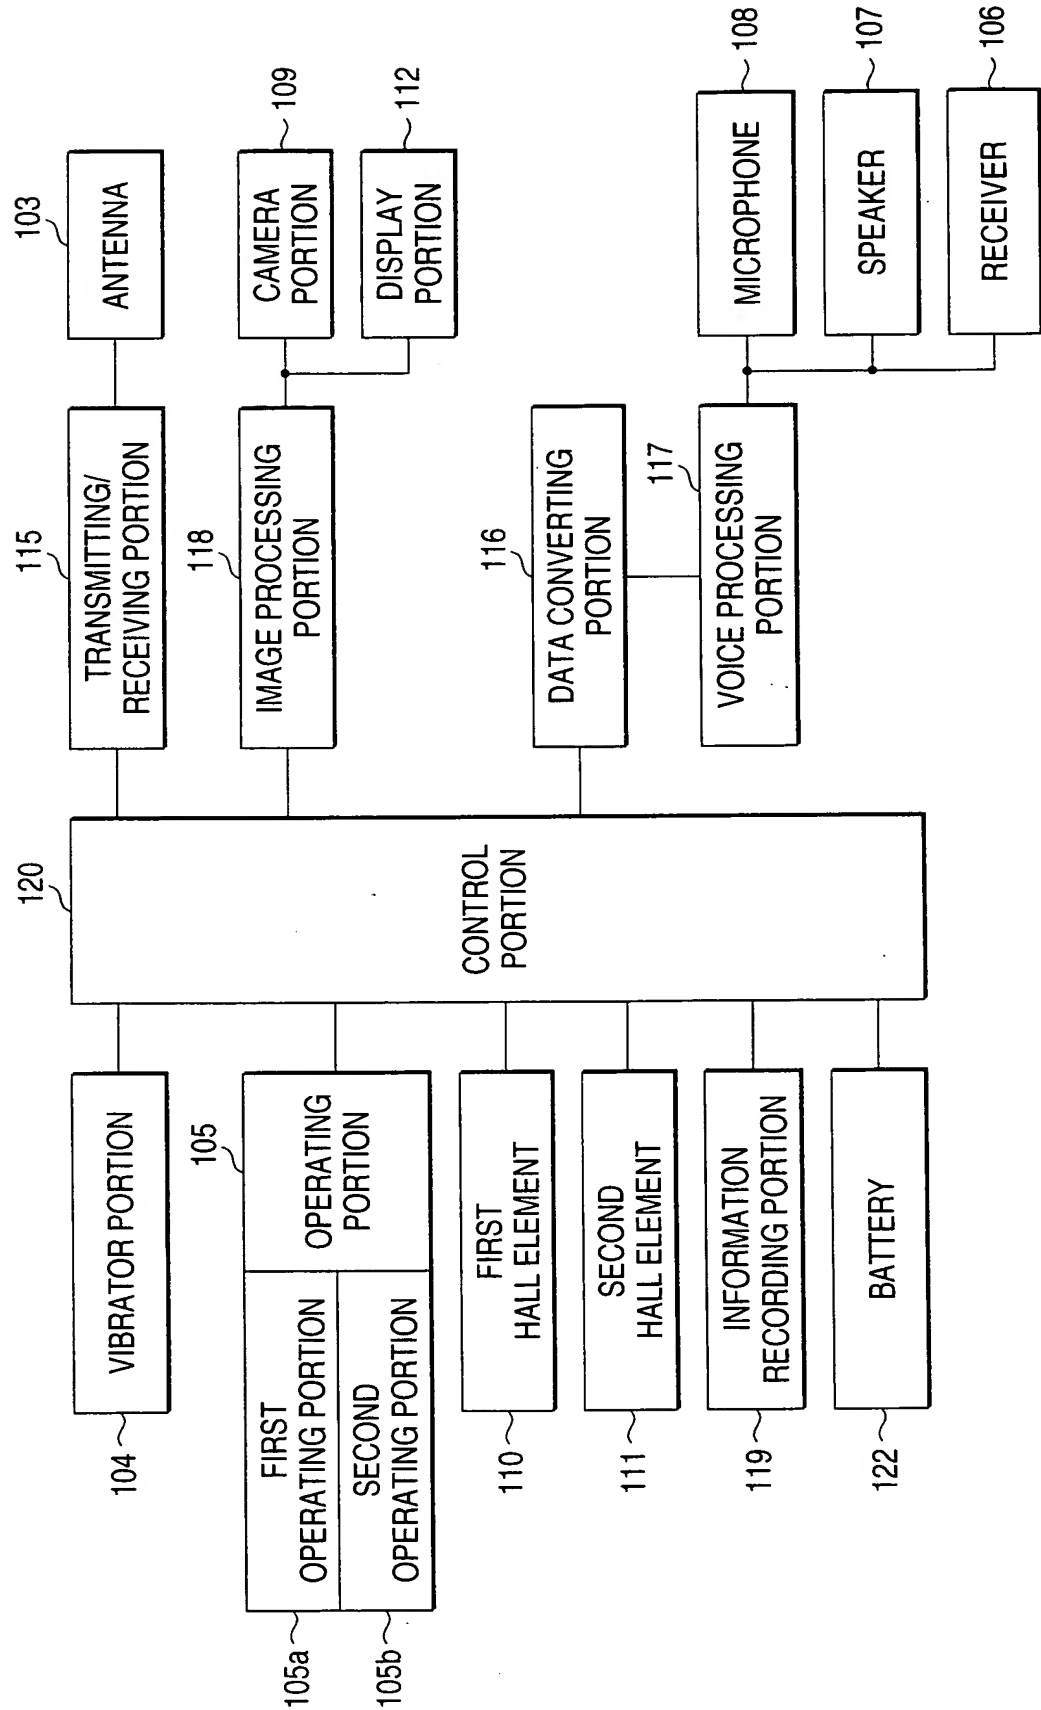 104
VIBRATOR PORTION
105
OPERATING
PORTION
105a
FIRST
OPERATING PORTION
105b
SECOND
OPERATING PORTION
110
FIRST
HALL ELEMENT
111
SECOND
HALL ELEMENT
119
INFORMATION
RECORDING PORTION
122
BATTERY
120
CONTROL
PORTION
115
TRANSMITTING/
RECEIVING PORTION
103
ANTENNA
118
IMAGE PROCESSING
PORTION
CAMERA
PORTION
109
DISPLAY
PORTION
112
116
DATA CONVERTING
PORTION
117
VOICE PROCESSING
PORTION
MICROPHONE
108
SPEAKER
107
RECEIVER
106